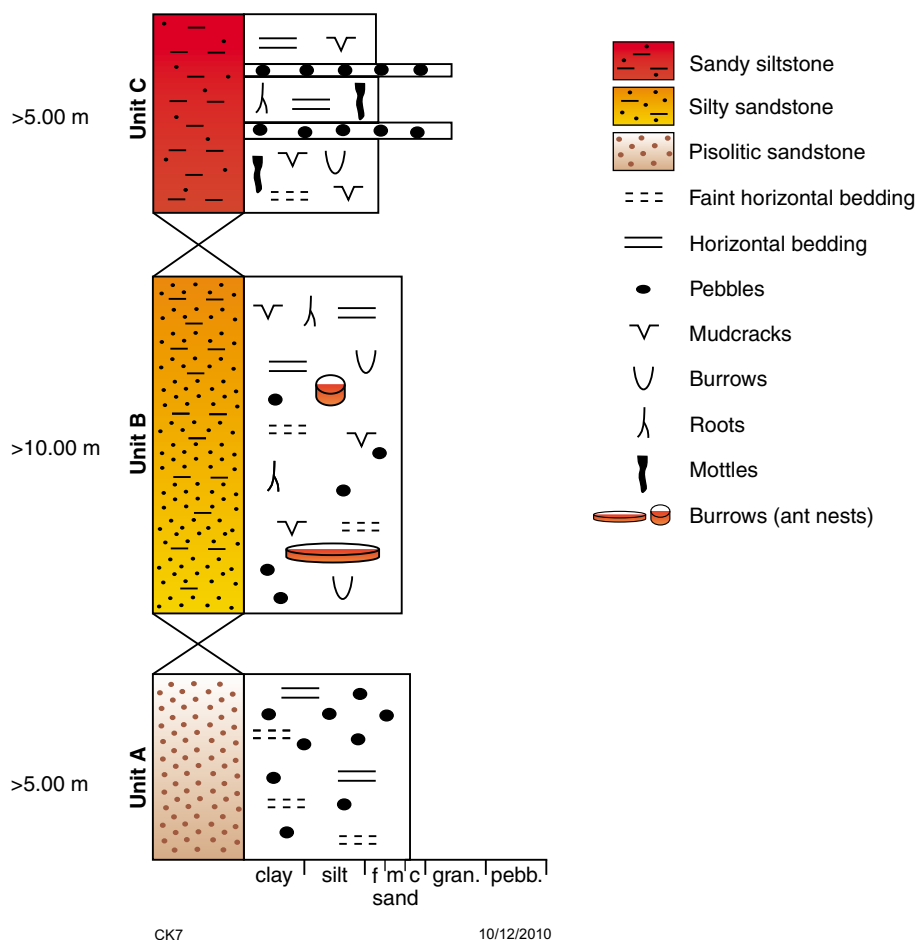 >5.00 m
Unit C
>10.00 m
Unit B
>5.00 m
Unit A
clay silt f m c gran. pebb.
sand
Sandy siltstone
Silty sandstone
Pisolitic sandstone
Faint horizontal bedding
Horizontal bedding
Pebbles
Mudcracks
Burrows
Roots
Mottles
Burrows (ant nests)
CK7
10/12/2010